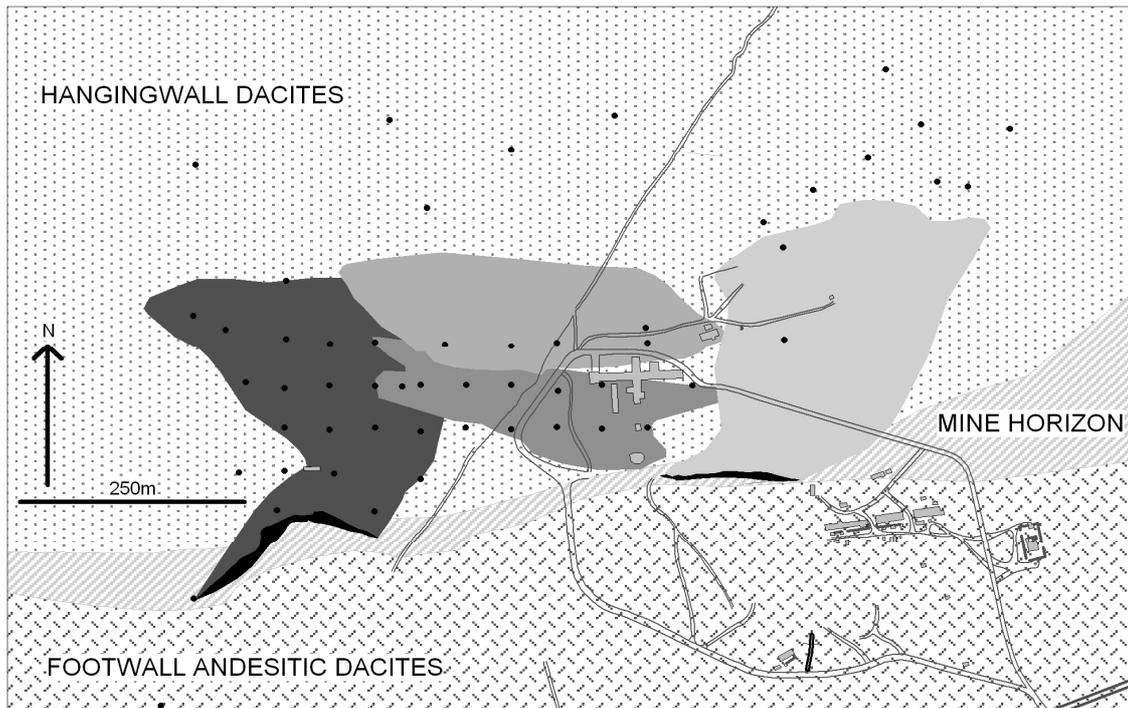 HANGINGWALL DACITES
N
MINE HORIZON
250m
FOOTWALL ANDESITIC DACITES